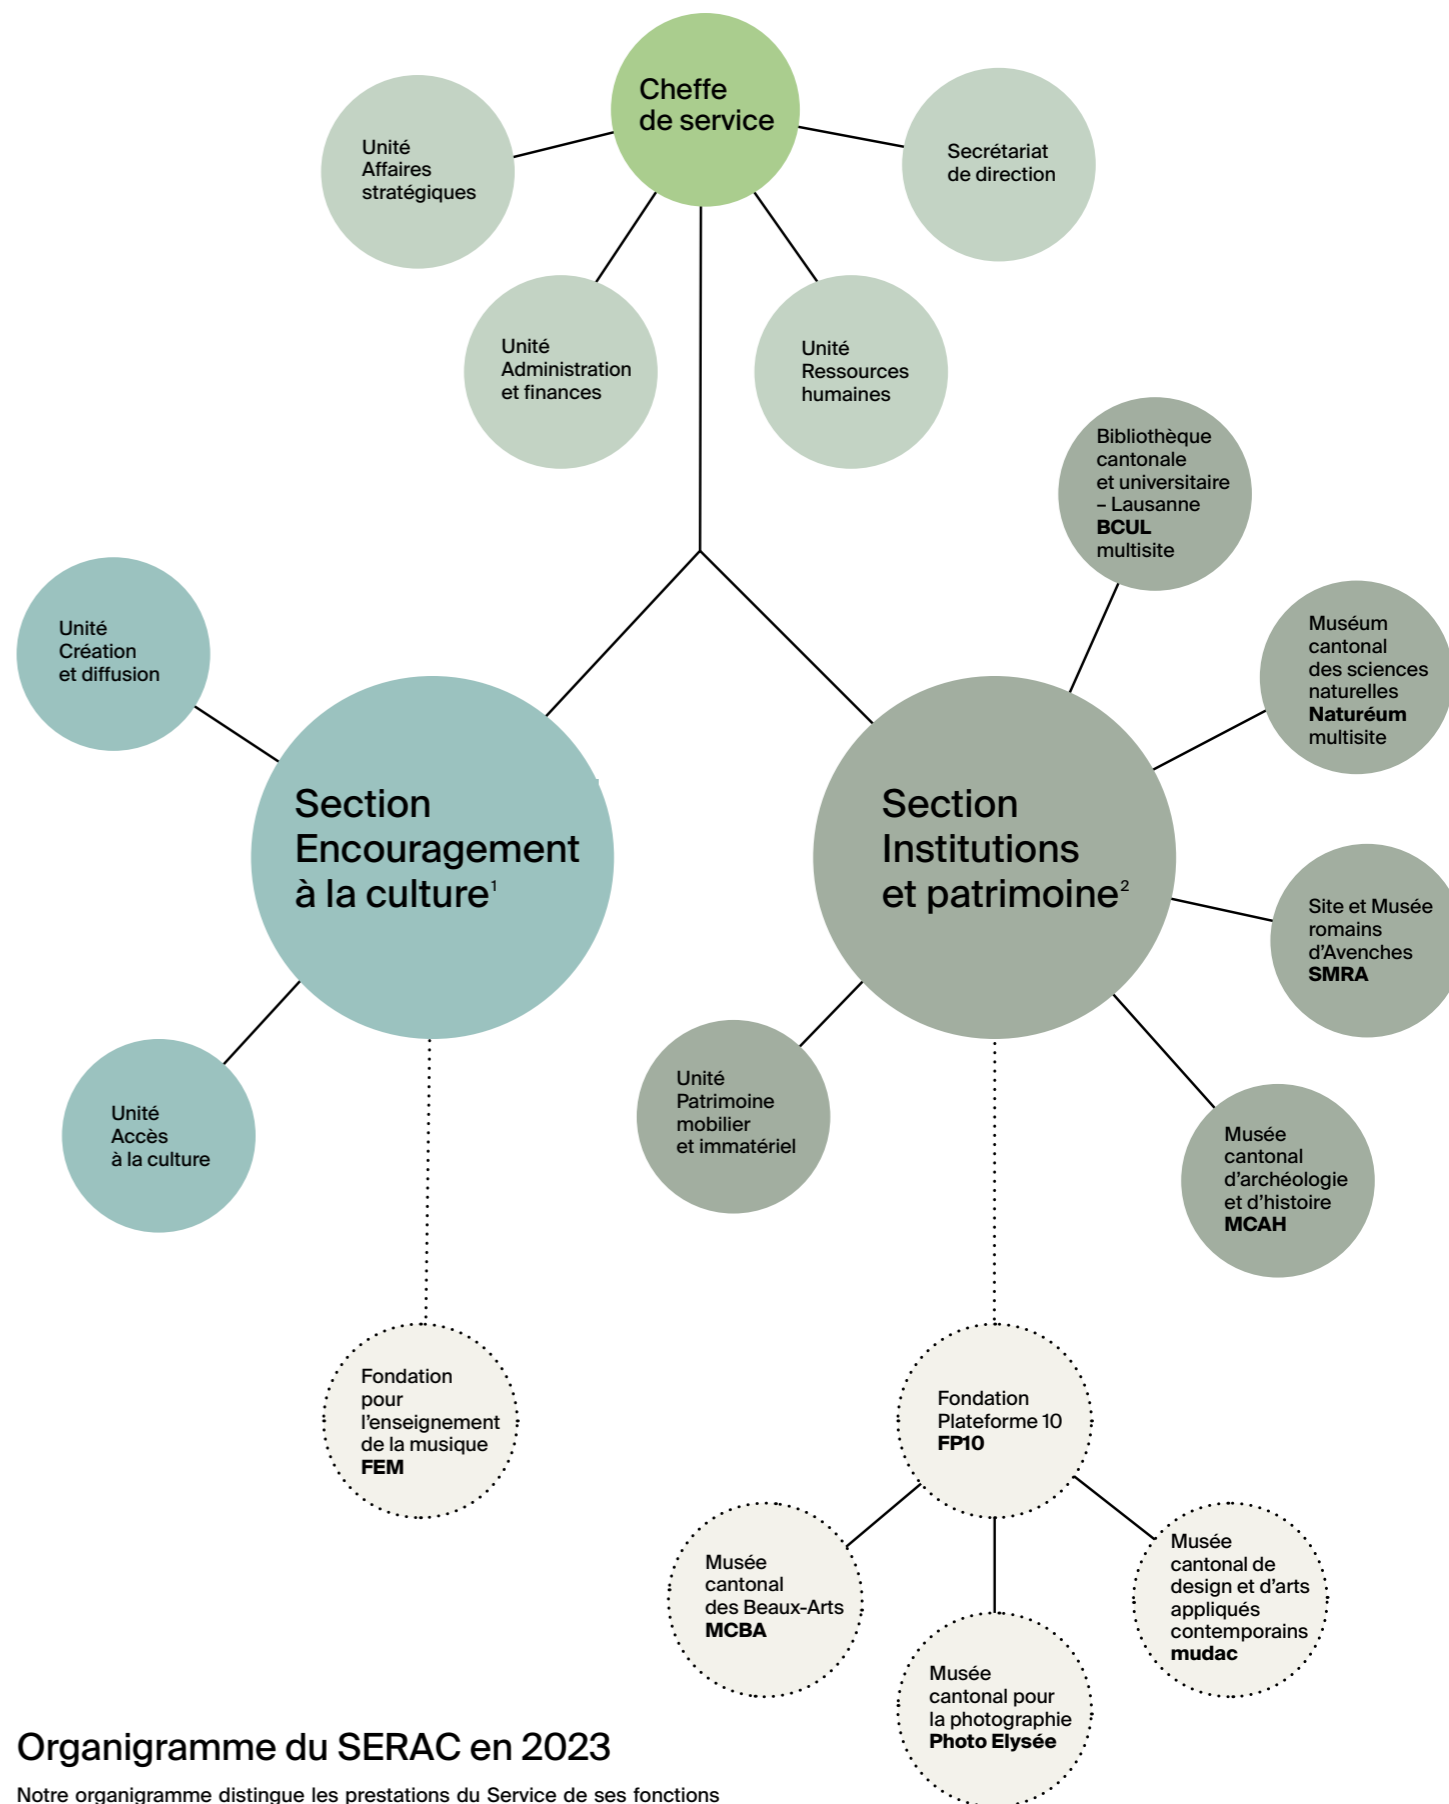 Cheffe
de service
Unité
Affaires
stratégiques
Secrétariat
de direction
Unité
Administration
et finances
Unité
Ressources
humaines
Bibliothèque
cantonale
et universitaire
– Lausanne
BCUL
multisite
Unité
Création
et diffusion
Muséum
cantonal
des sciences
naturelles
Naturéum
multisite
Section
Encouragement
à la culture¹
Section
Institutions
et patrimoine²
Site et Musée
romains
d’Avenches
SMRA
Unité
Accès
à la culture
Unité
Patrimoine
mobilier
et immatériel
Musée
cantonal
d’archéologie
et d’histoire
MCAH
Fondation
pour
l’enseignement
de la musique
FEM
Fondation
Plateforme 10
FP10
Musée
cantonal
des Beaux-Arts
MCBA
Musée
cantonal pour
la photographie
Photo Elysée
Musée
cantonal de
design et d’arts
appliqués
contemporains
mudac
Organigramme du SERAC en 2023
Notre organigramme distingue les prestations du Service de ses fonctions